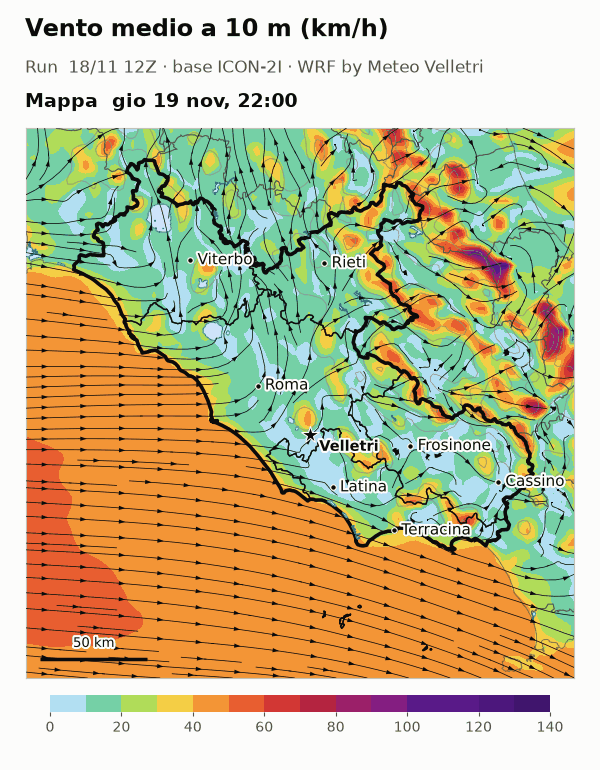 Vento medio a 10 m (km/h)
Run 18/11 12Z · base ICON-2I · WRF by Meteo Velletri
Mappa gio 19 nov, 22:00
Viterbo
Rieti
Roma
Velletri
Frosinone
Cassino
Latina
Terracina
50 km
0 20 40 60 80 100 120 140